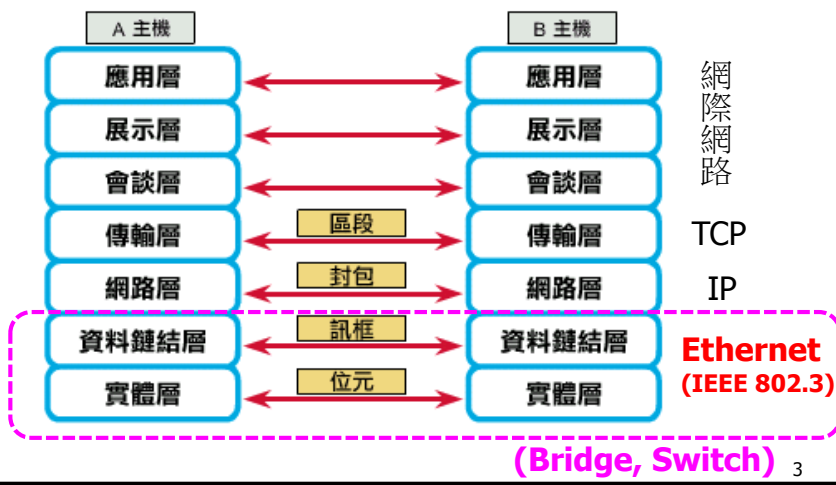 A 主機 B 主機
應用層 應用層
展示層 展示層
會談層 會談層
網際網路
傳輸層 區段 傳輸層 TCP
網路層 封包 網路層 IP
資料鏈結層 訊框 資料鏈結層 Ethernet
(IEEE 802.3)
實體層 位元 實體層
(Bridge, Switch) 3